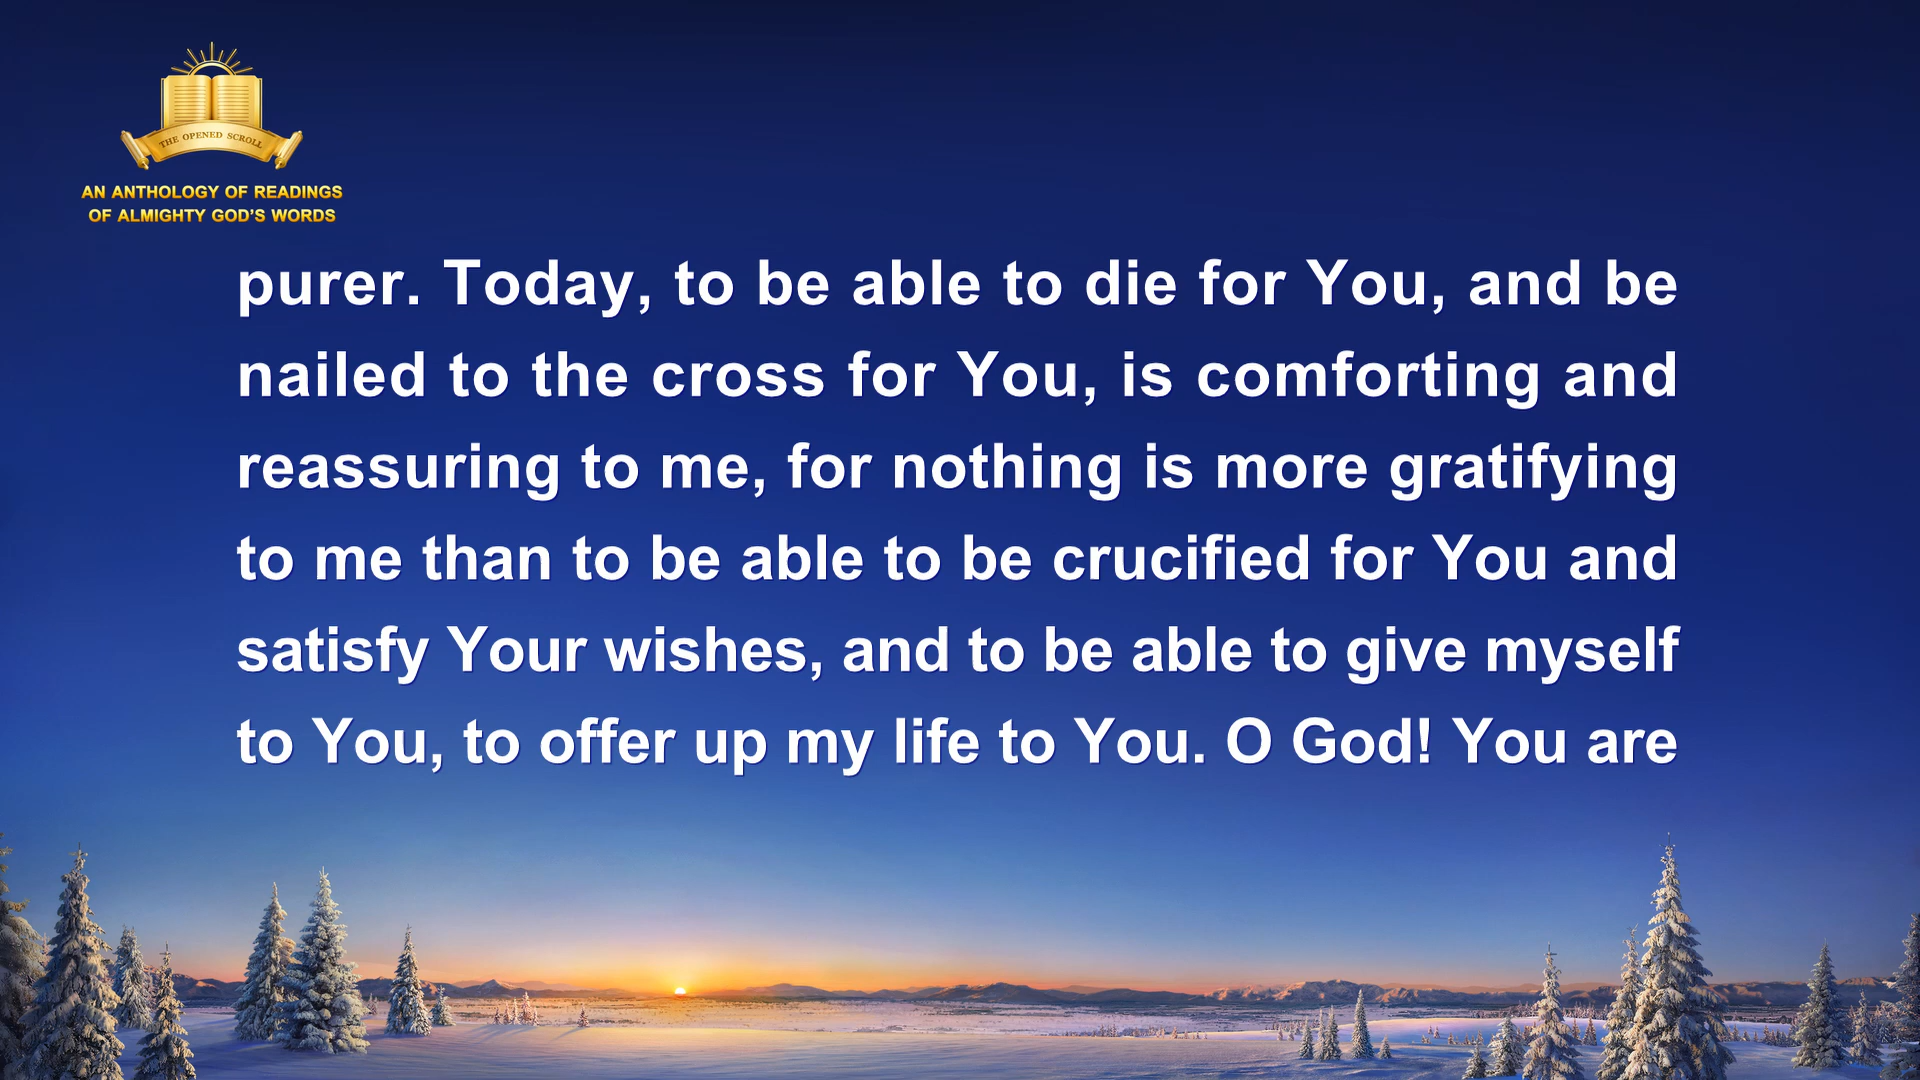 THE OPENED SCROLL
AN ANTHOLOGY OF READINGS
OF ALMIGHTY GOD'S WORDS
purer. Today, to be able to die for You, and be
nailed to the cross for You, is comforting and
reassuring to me, for nothing is more gratifying
to me than to be able to be crucified for You and
satisfy Your wishes, and to be able to give myself
to You, to offer up my life to You. O God! You are